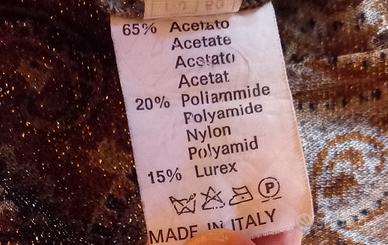 65% Acetato
Acetate
Acetato
Acetat
20% Poliammide
Polyamide
Nylon
Polyamid
15% Lurex
P
MADE IN ITALY